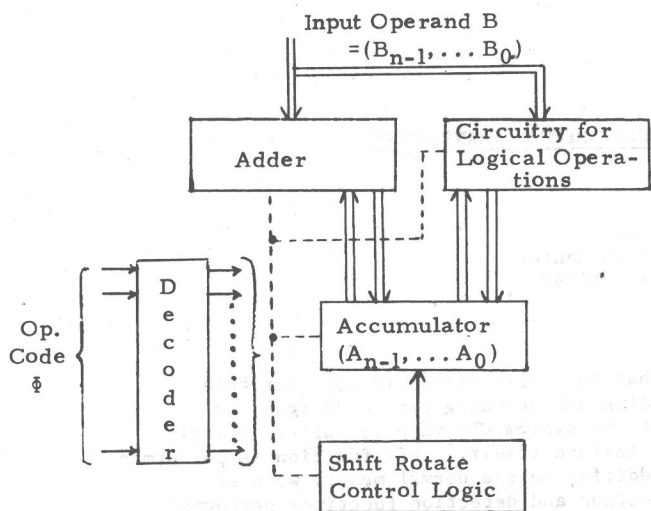 Input Operand B
=(Bn-1,... B0)
Adder
Circuitry for
Logical Opera-
tions
Op.
Code
Φ
Decoder
Accumulator
(An-1,... A0)
Shift Rotate
Control Logic